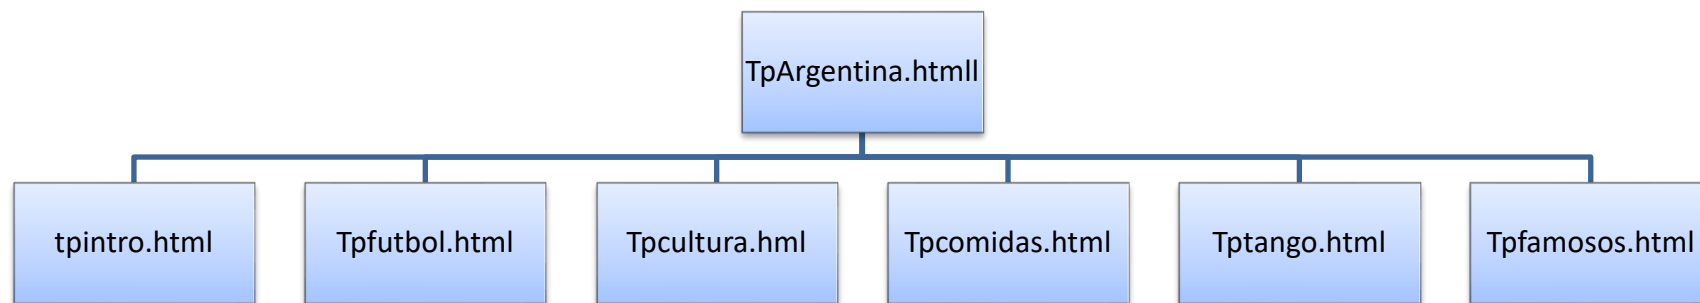 TpArgentina.htmll
tpintro.html
Tpfutbol.html
Tpcultura.hml
Tpcomidas.html
Tptango.html
Tpfamosos.html